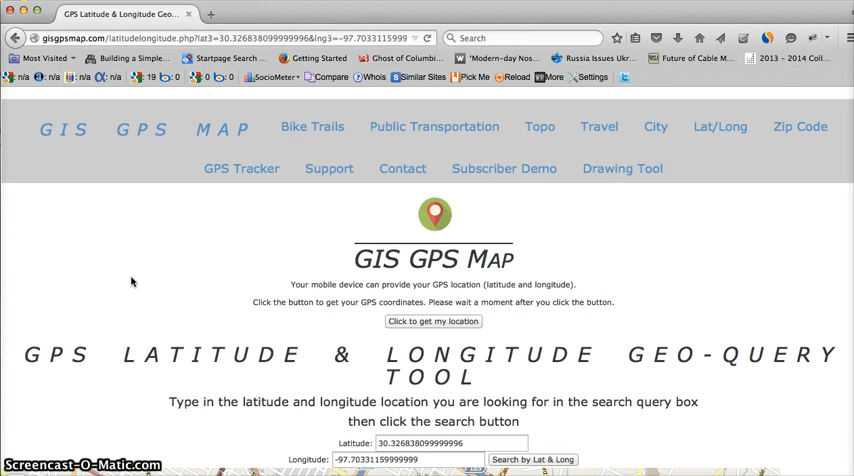 GPS Latitude & Longitude Geo...
gisgpsmap.com/latitudelongitude.php?lat3=30.326838099999996&lng3=-97.7033115999
Search
Most Visited
Building a Simple...
Startpage Search ...
Getting Started
Ghost of Columbi...
'Modern-day Nos...
Russia Issues Ukr...
Future of Cable M...
2013 - 2014 Coll...
n/a n/a n/a n/a 19 0 0 0 SocioMeter Compare Whois Similar Sites Pick Me Reload More Settings
GIS GPS MAP Bike Trails Public Transportation Topo Travel City Lat/Long Zip Code
GPS Tracker Support Contact Subscriber Demo Drawing Tool
GIS GPS Map
Your mobile device can provide your GPS location (latitude and longitude).
Click the button to get your GPS coordinates. Please wait a moment after you click the button.
Click to get my location
GPS LATITUDE & LONGITUDE GEO-QUERY
TOOL
Type in the latitude and longitude location you are looking for in the search query box
then click the search button
Latitude: 30.326838099999996
Longitude: -97.70331159999999 Search by Lat & Long
Screencast-O-Matic.com